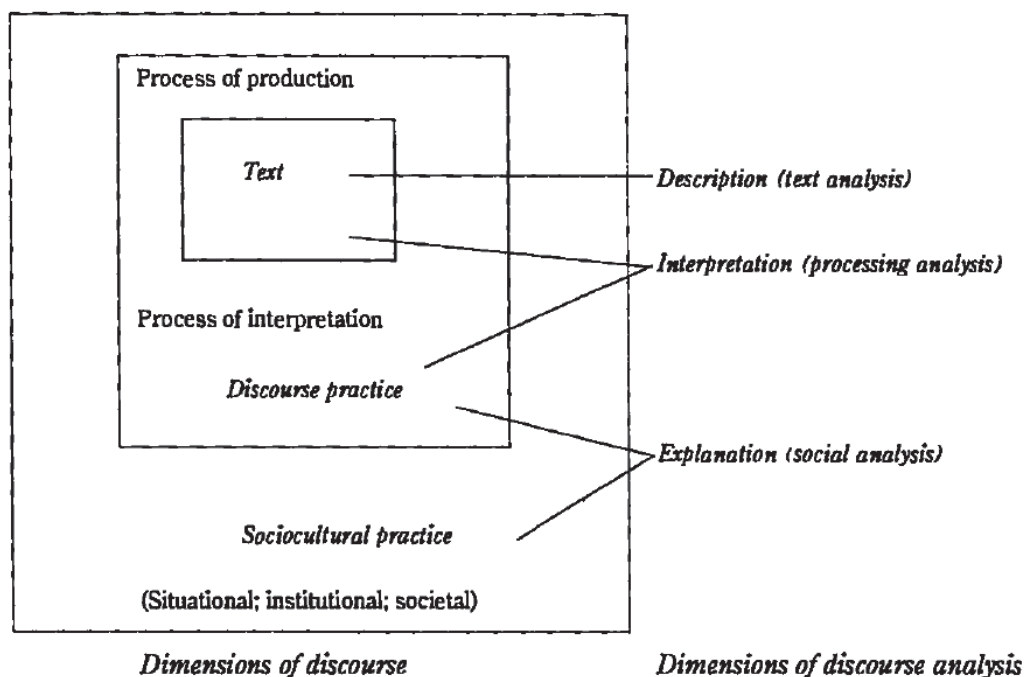 Process of production
Text
Description (text analysis)
Interpretation (processing analysis)
Process of interpretation
Discourse practice
Explanation (social analysis)
Sociocultural practice
(Situational; institutional; societal)
Dimensions of discourse
Dimensions of discourse analysis